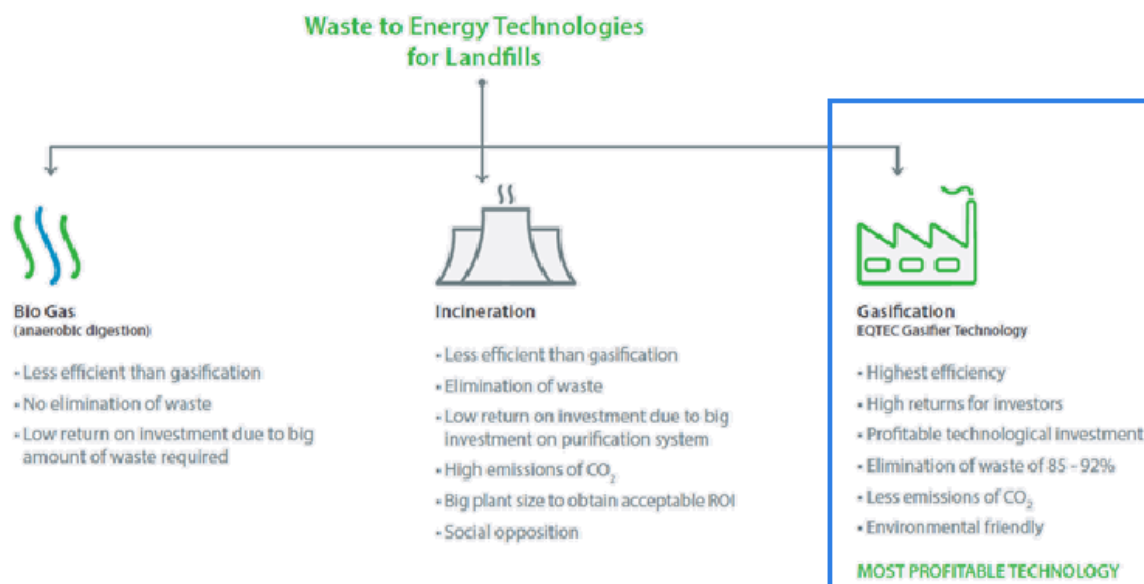 Waste to Energy Technologies
for Landfills
Bio Gas
(anaerobic digestion)
- Less efficient than gasification
- No elimination of waste
- Low return on investment due to big
amount of waste required
Incineration
- Less efficient than gasification
- Elimination of waste
- Low return on investment due to big
investment on purification system
- High emissions of CO₂
- Big plant size to obtain acceptable ROI
- Social opposition
Gasification
EQTEC Gasifier Technology
- Highest efficiency
- High returns for investors
- Profitable technological investment
- Elimination of waste of 85 - 92%
- Less emissions of CO₂
- Environmental friendly
MOST PROFITABLE TECHNOLOGY